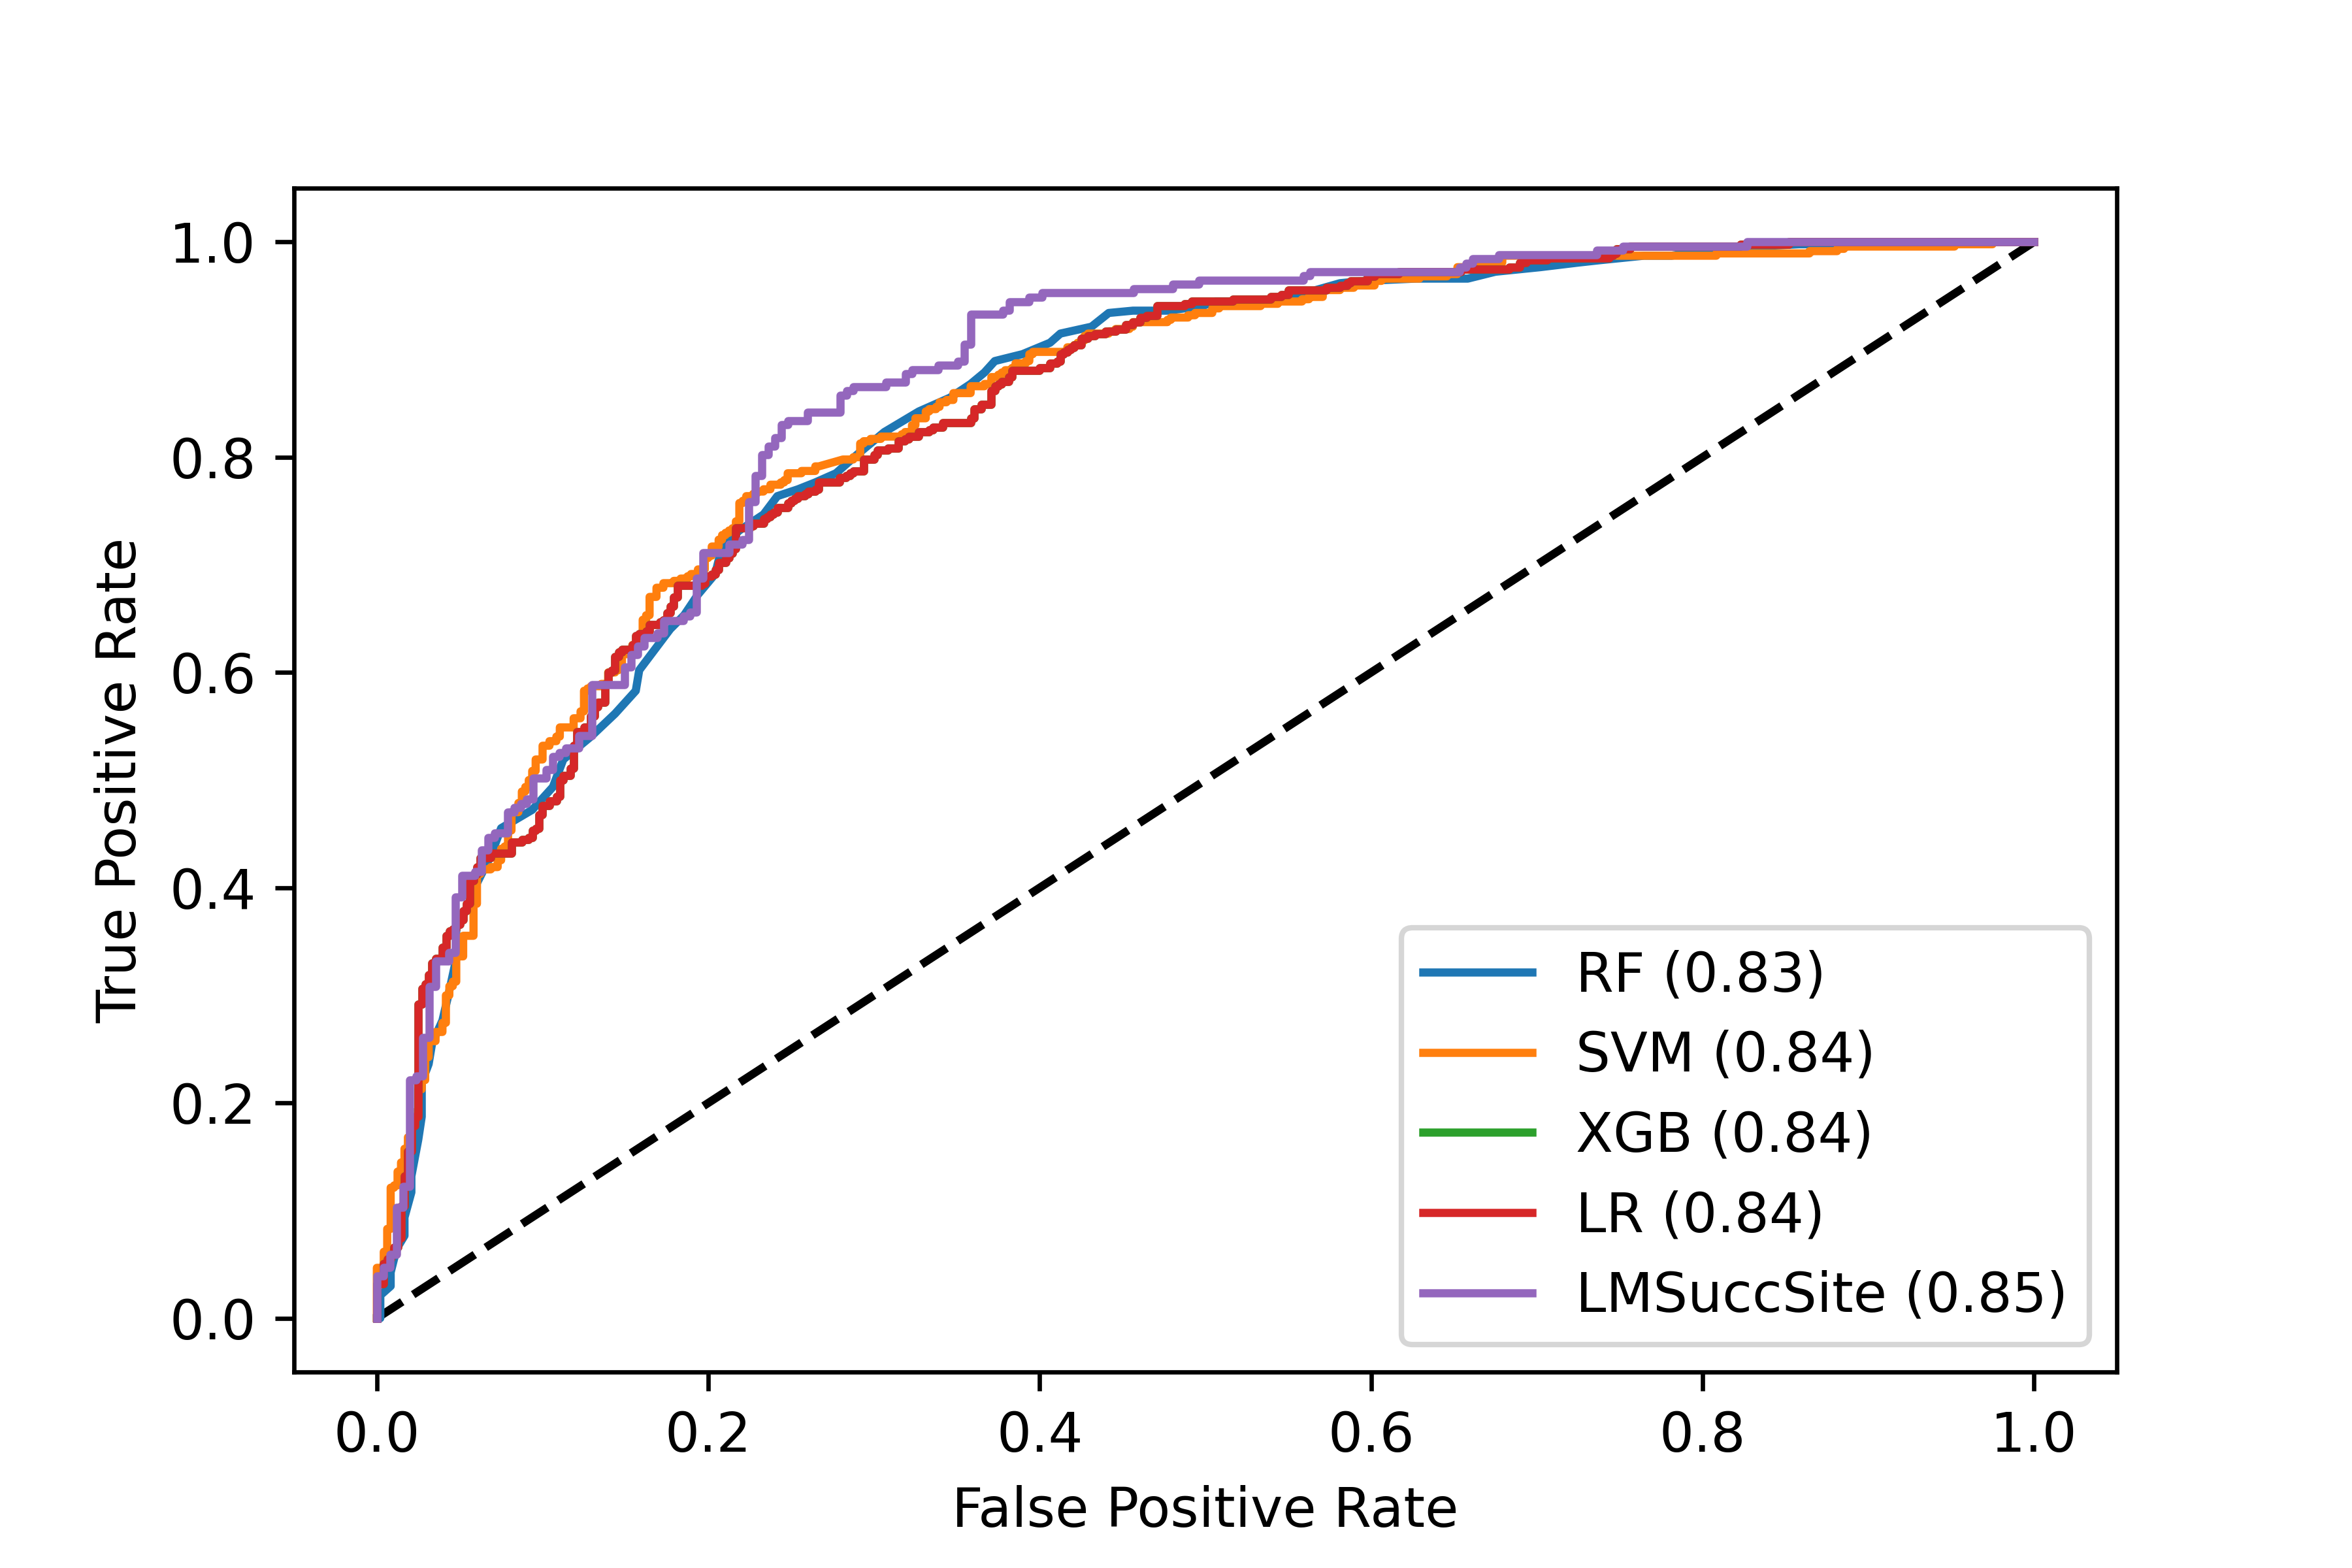 1.0
0.8
0.6
0.4
0.2
0.0
True Positive Rate
RF (0.83)
SVM (0.84)
XGB (0.84)
LR (0.84)
LMSuccSite (0.85)
0.0 0.2 0.4 0.6 0.8 1.0
False Positive Rate